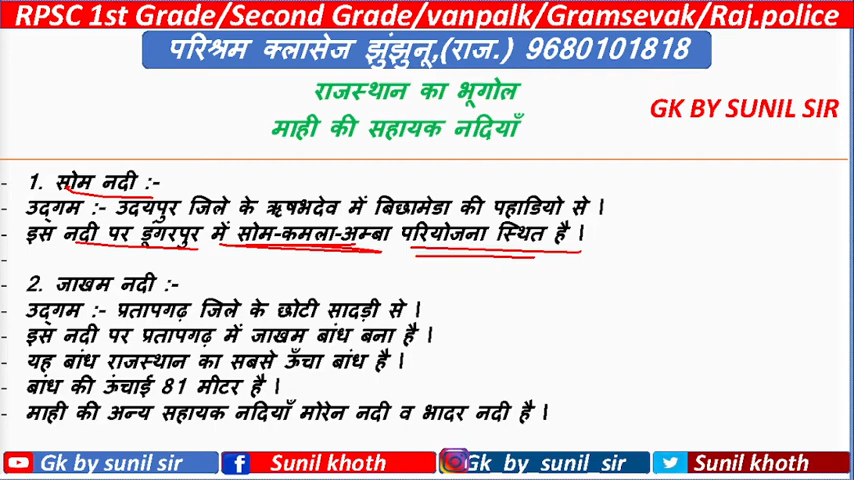 RPSC 1st Grade/Second Grade/vanpalk/Gramsevak/Raj.police
परिश्रम क्लासेज झुंझुनू,(राज.) 9680101818
राजस्थान का भूगोल
GK BY SUNIL SIR
माही की सहायक नदियाँ
- 1. सोम नदी :-
- उद्गम :- उदयपुर जिले के ऋषभदेव में बिछामेडा की पहाडियो से |
- इस नदी पर डूंगरपुर में सोम-कमला-अम्बा परियोजना स्थित है |
-
- 2. जाखम नदी :-
- उद्गम :- प्रतापगढ़ जिले के छोटी सादड़ी से |
- इस नदी पर प्रतापगढ़ में जाखम बांध बना है |
- यह बांध राजस्थान का सबसे ऊँचा बांध है |
- बांध की ऊंचाई 81 मीटर है |
- माही की अन्य सहायक नदियाँ मोरेन नदी व भादर नदी है |
Gk by sunil sir Sunil khoth Gk_by_sunil_sir Sunil khoth